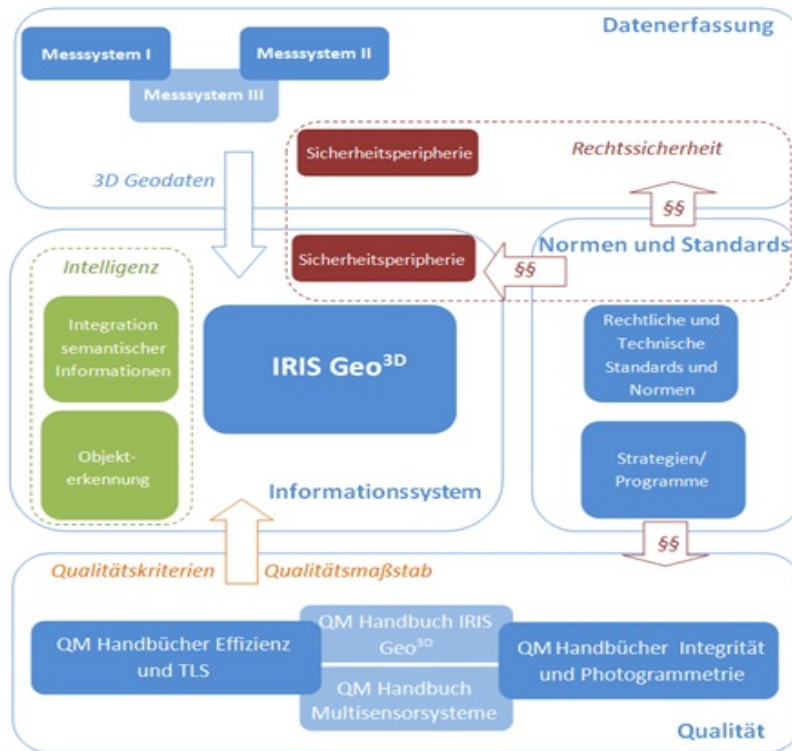 Datenerfassung
Messsystem I
Messsystem II
Messsystem III
3D Geodaten
Sicherheitsperipherie
Rechtssicherheit
§§
Normen und Standards
Sicherheitsperipherie
§§
Intelligenz
Integration
semantischer
Informationen
Objekt-
erkennung
IRIS Geo3D
Informationssystem
Rechtliche und
Technische
Standards und
Normen
Strategien/
Programme
§§
Qualitätskriterien
Qualitätsmaßstab
QM Handbücher Effizienz
und TLS
QM Handbuch IRIS
Geo3D
QM Handbuch
Multisensorsysteme
QM Handbücher Integrität
und Photogrammetrie
Qualität